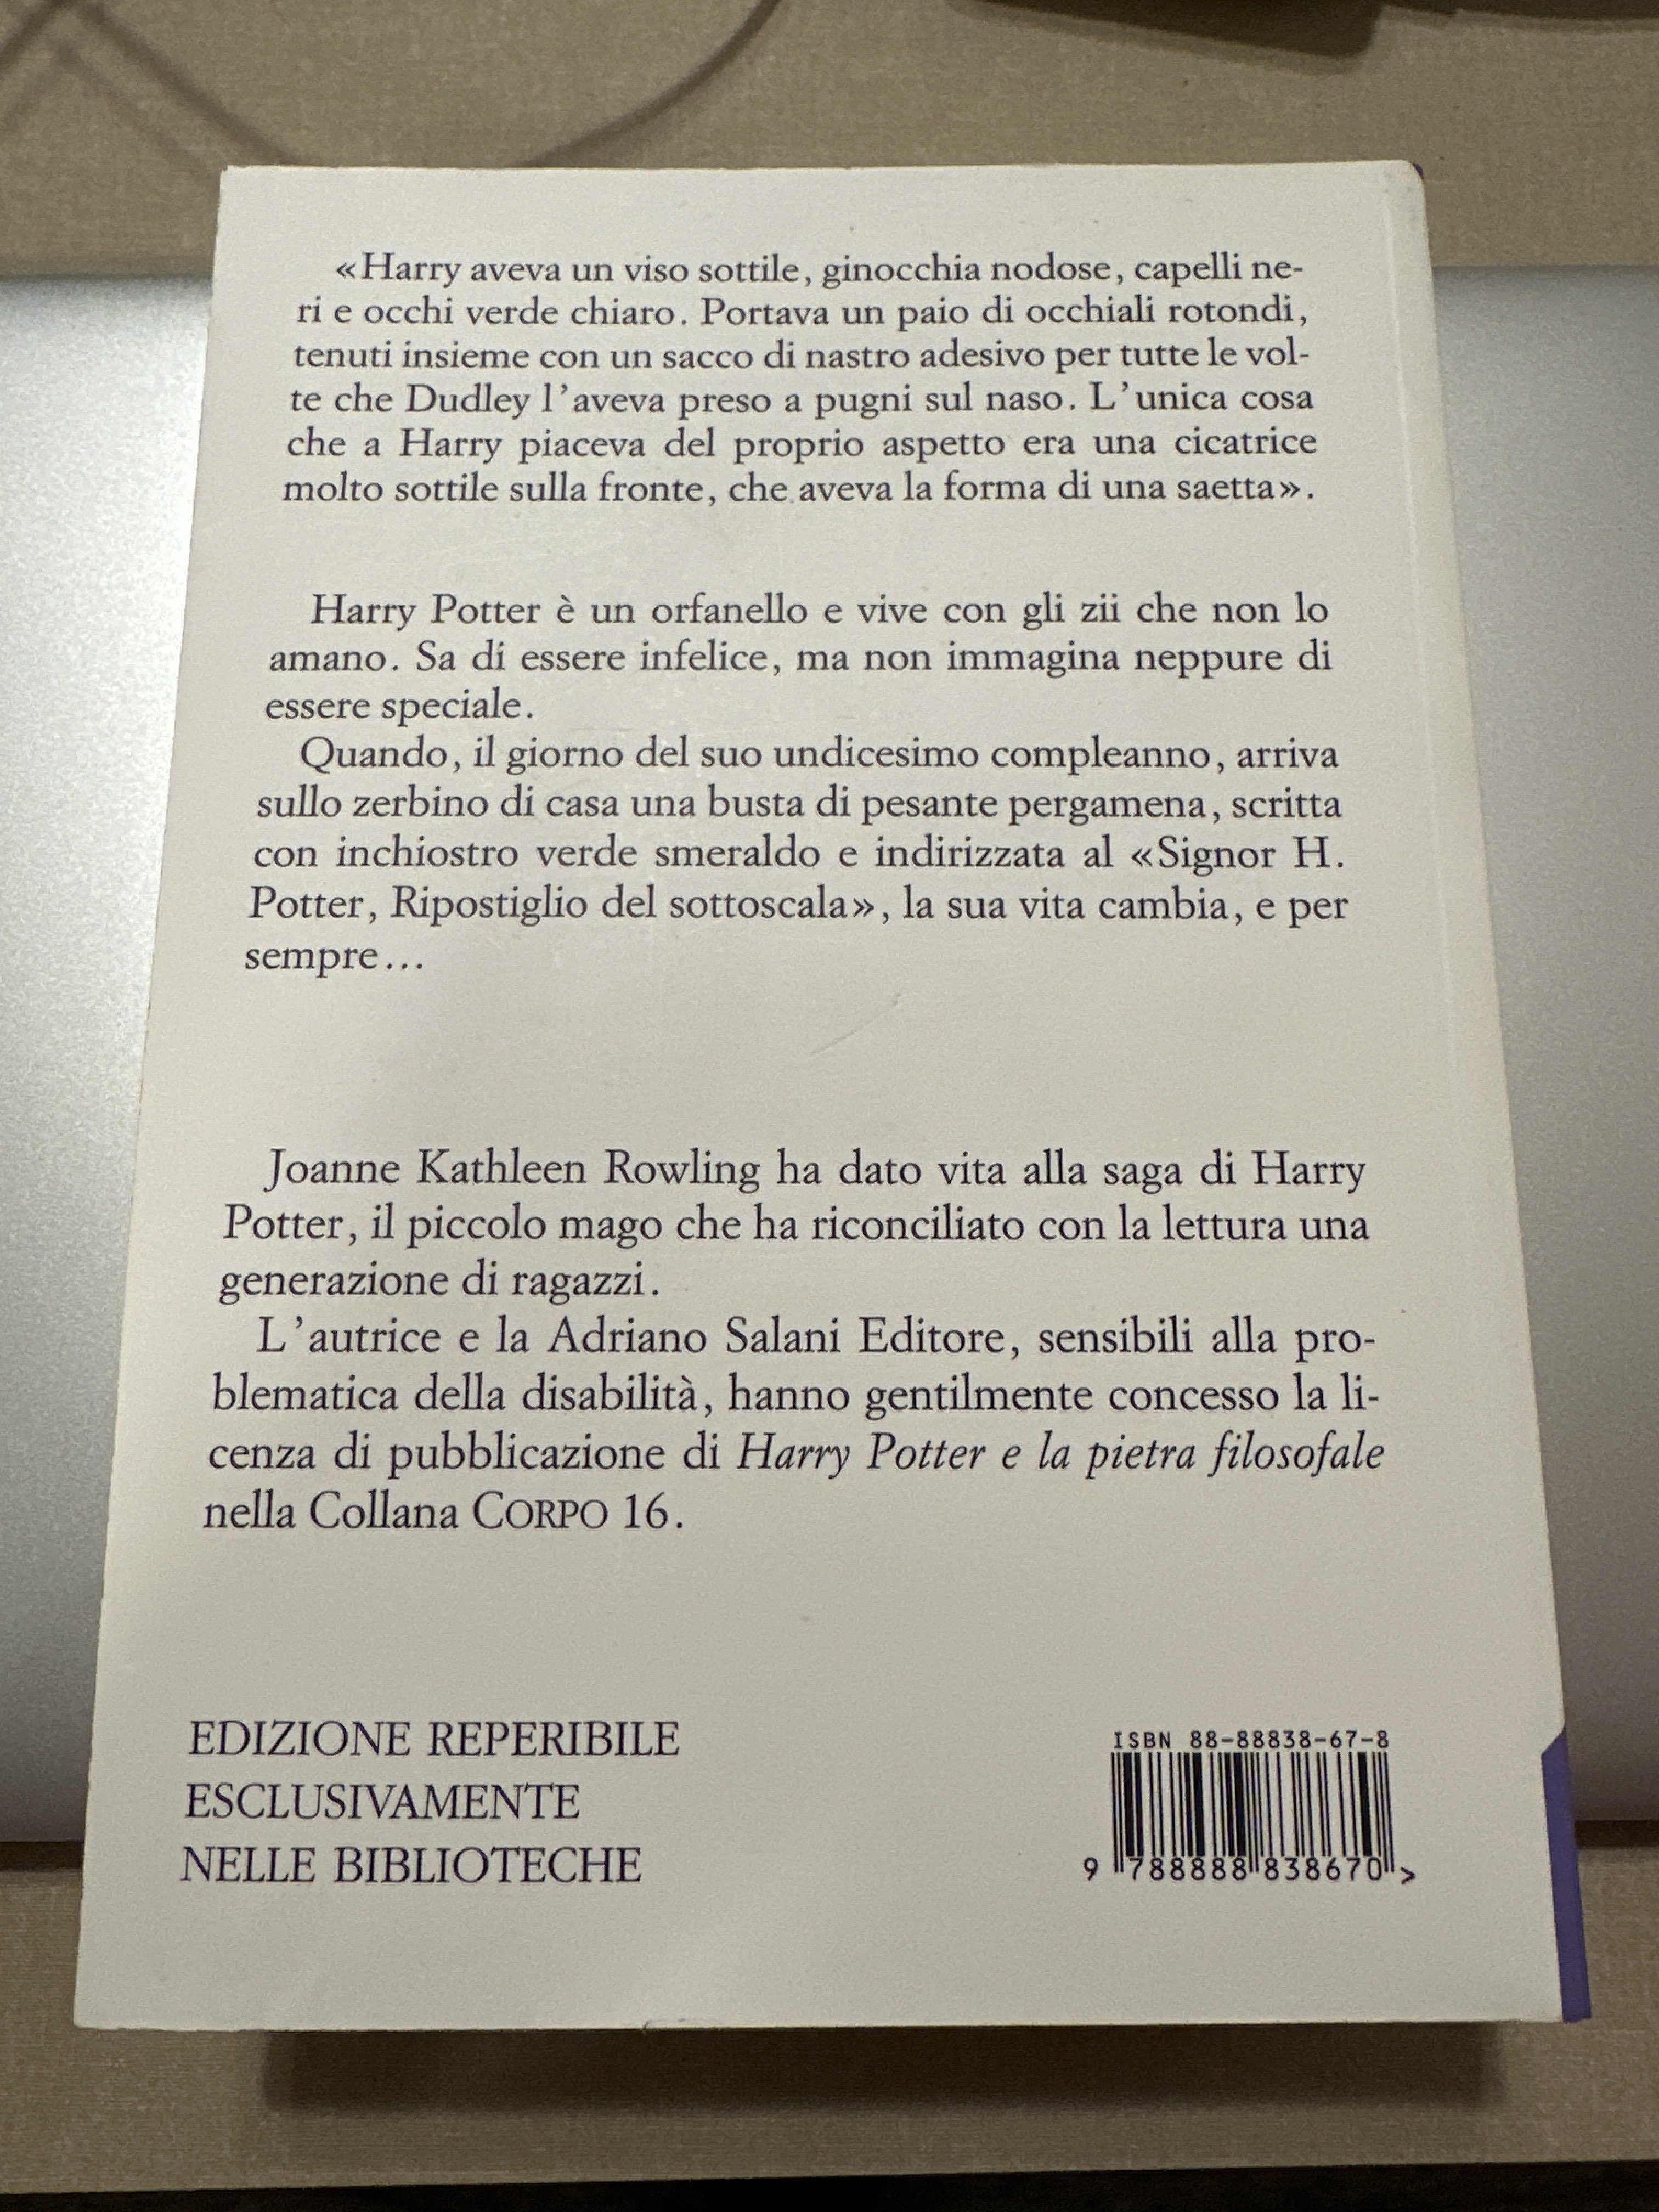 «Harry aveva un viso sottile, ginocchia nodose, capelli ne-
ri e occhi verde chiaro. Portava un paio di occhiali rotondi,
tenuti insieme con un sacco di nastro adesivo per tutte le vol-
te che Dudley l'aveva preso a pugni sul naso. L'unica cosa
che a Harry piaceva del proprio aspetto era una cicatrice
molto sottile sulla fronte, che aveva la forma di una saetta».
Harry Potter è un orfanello e vive con gli zii che non lo
amano. Sa di essere infelice, ma non immagina neppure di
essere speciale.
Quando, il giorno del suo undicesimo compleanno, arriva
sullo zerbino di casa una busta di pesante pergamena, scritta
con inchiostro verde smeraldo e indirizzata al «Signor H.
Potter, Ripostiglio del sottoscala», la sua vita cambia, e per
sempre...
Joanne Kathleen Rowling ha dato vita alla saga di Harry
Potter, il piccolo mago che ha riconciliato con la lettura una
generazione di ragazzi.
L'autrice e la Adriano Salani Editore, sensibili alla pro-
blematica della disabilità, hanno gentilmente concesso la li-
cenza di pubblicazione di Harry Potter e la pietra filosofale
nella Collana CORPO 16.
EDIZIONE REPERIBILE
ESCLUSIVAMENTE
NELLE BIBLIOTECHE
ISBN 88-88838-67-8
9 788888 838670 >